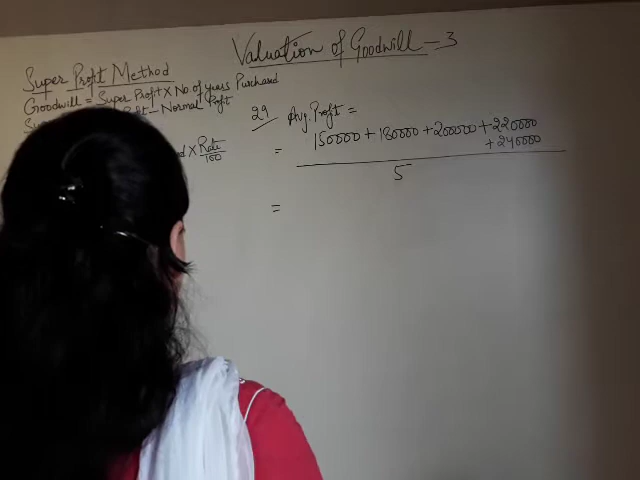 Valuation of Goodwill - 3
Super Profit Method
Goodwill = Super Profit X No of years Purchased
- Normal Profit
X Rate/100
29 Avg. Profit =
= 150000 + 180000 + 200000 + 220000
+ 240000
5
=